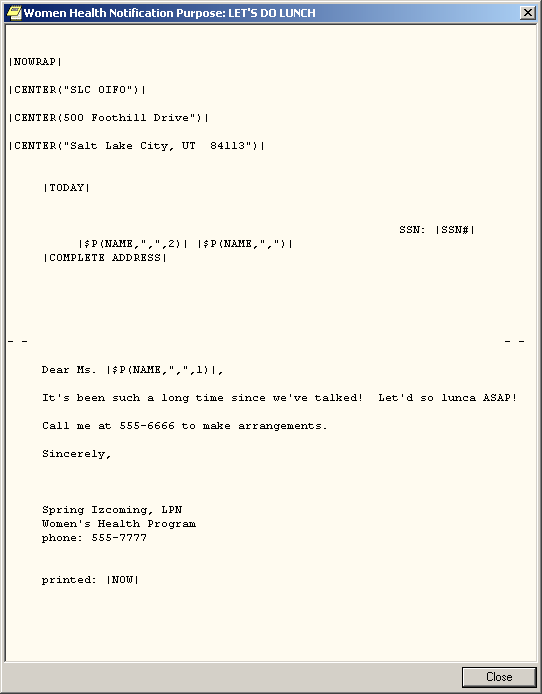 Women Health Notification Purpose: LET'S DO LUNCH
|NOWRAP|
|CENTER("SLC OIFO")|
|CENTER(500 Foothill Drive")|
|CENTER("Salt Lake City, UT  84113")|
|TODAY|
SSN: |SSN#|
|$P(NAME,",",2)| |$P(NAME,",")|
|COMPLETE ADDRESS|
- - - -
Dear Ms. |$P(NAME,",",1)|,
It's been such a long time since we've talked!  Let'd so lunca ASAP!
Call me at 555-6666 to make arrangements.
Sincerely,
Spring Izcoming, LPN
Women's Health Program
phone: 555-7777
printed: |NOW|
Close